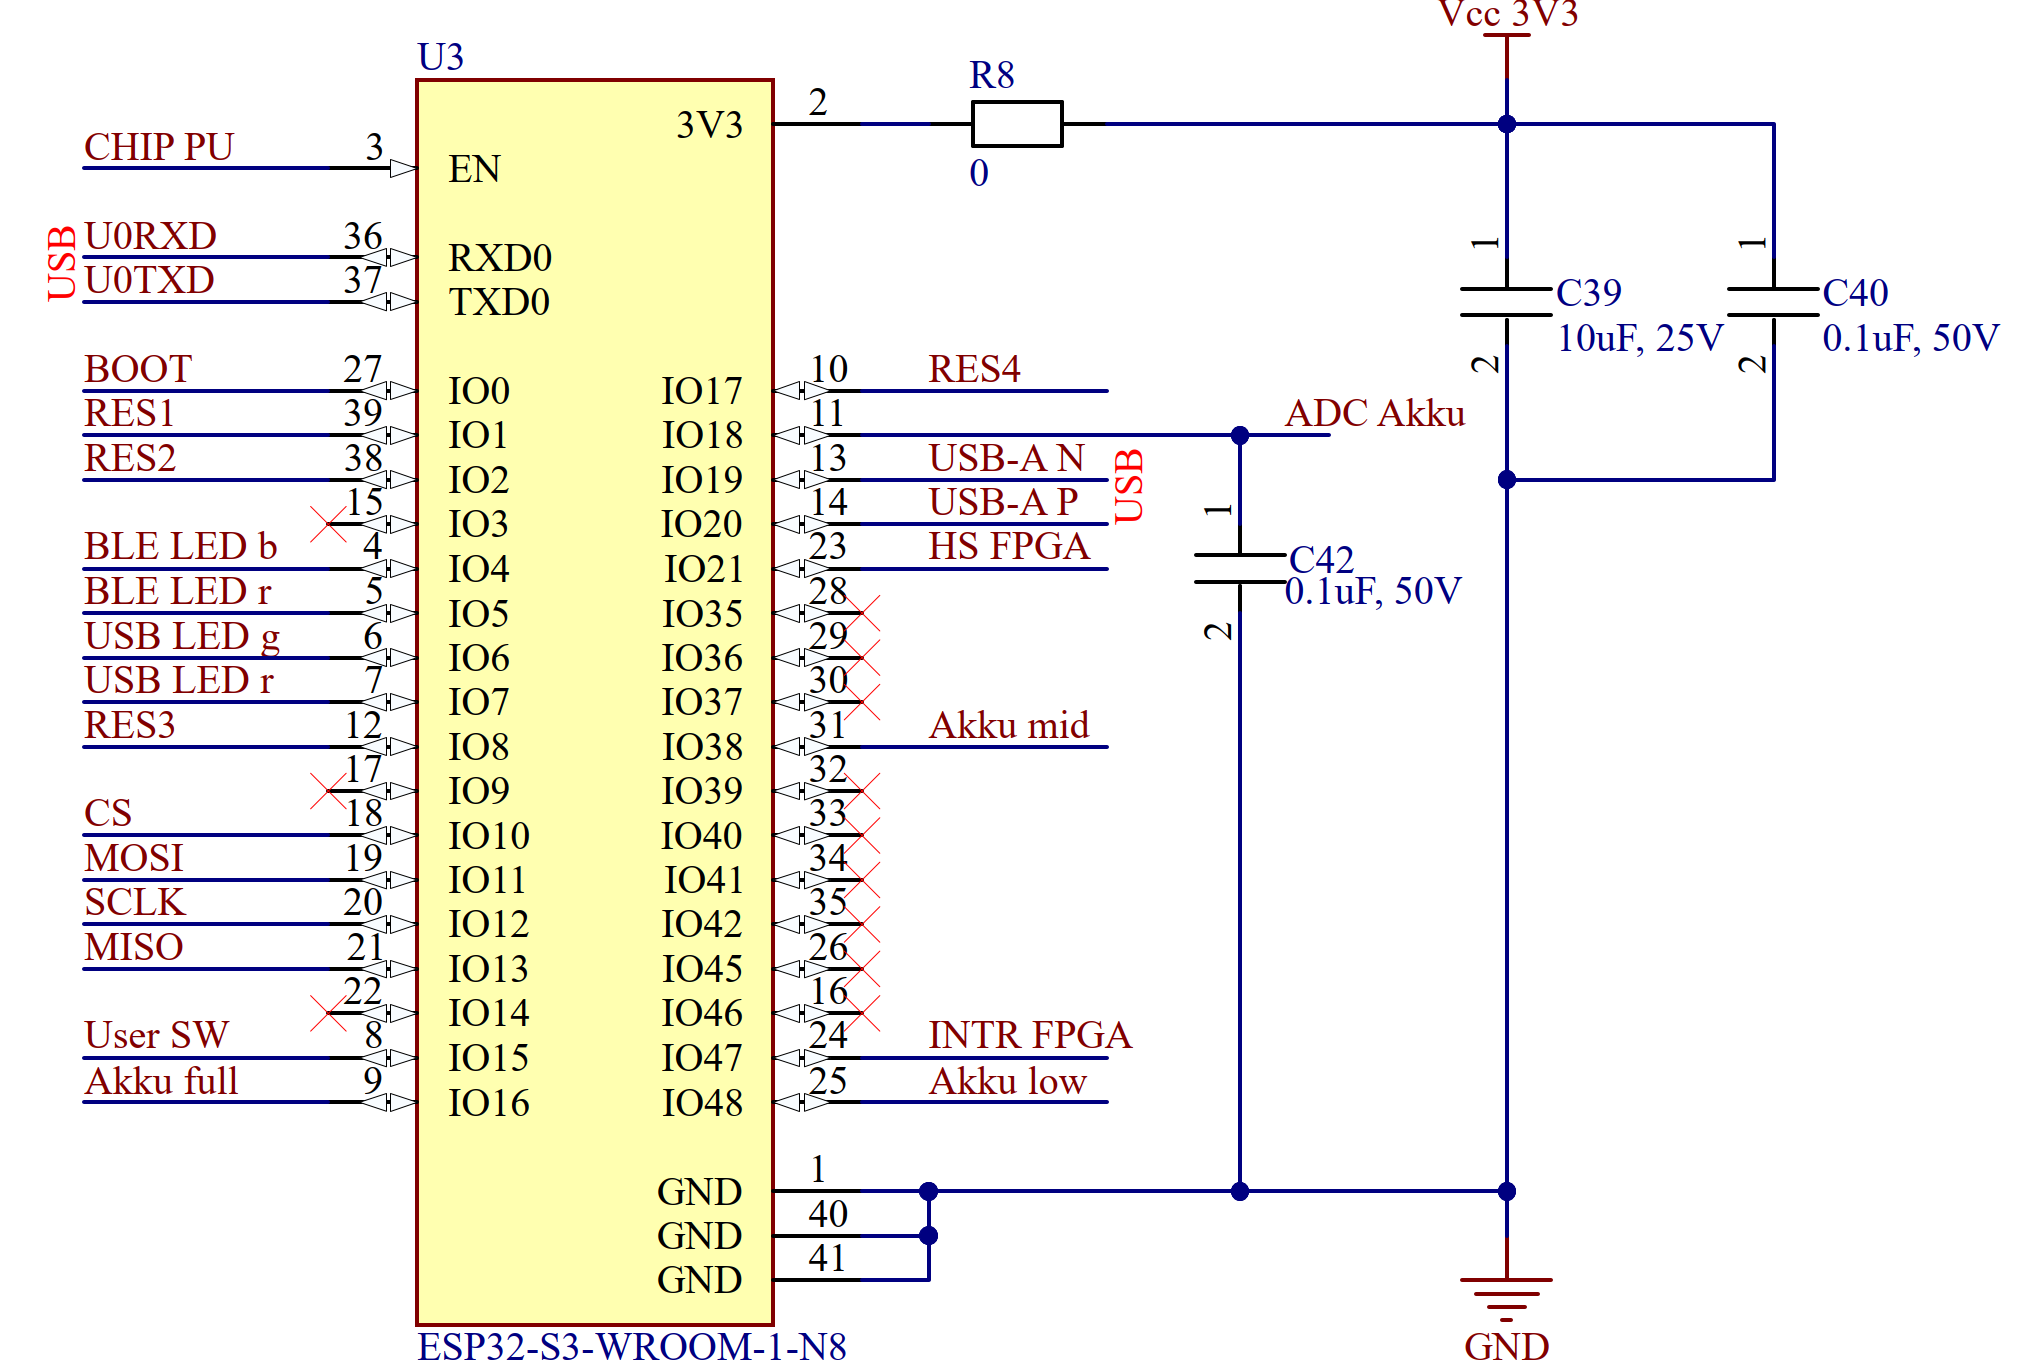 Vcc 3V3
U3
R8
3V3
2
0
CHIP PU
3
EN
USB
U0RXD
36
RXD0
U0TXD
37
TXD0
BOOT
27
IO0
RES1
39
IO1
RES2
38
IO2
15
IO3
BLE LED b
4
IO4
BLE LED r
5
IO5
USB LED g
6
IO6
USB LED r
7
IO7
RES3
12
IO8
17
IO9
CS
18
IO10
MOSI
19
IO11
SCLK
20
IO12
MISO
21
IO13
22
IO14
User SW
8
IO15
Akku full
9
IO16
IO17
10
RES4
IO18
11
ADC Akku
IO19
13
USB-A N
IO20
14
USB-A P
USB
IO21
23
HS FPGA
IO35
28
IO36
29
IO37
30
IO38
31
Akku mid
IO39
32
IO40
33
IO41
34
IO42
35
IO45
26
IO46
16
IO47
24
INTR FPGA
IO48
25
Akku low
GND
1
GND
40
GND
41
1
C39
10uF, 25V
2
1
C40
0.1uF, 50V
2
1
C42
0.1uF, 50V
2
GND
ESP32-S3-WROOM-1-N8